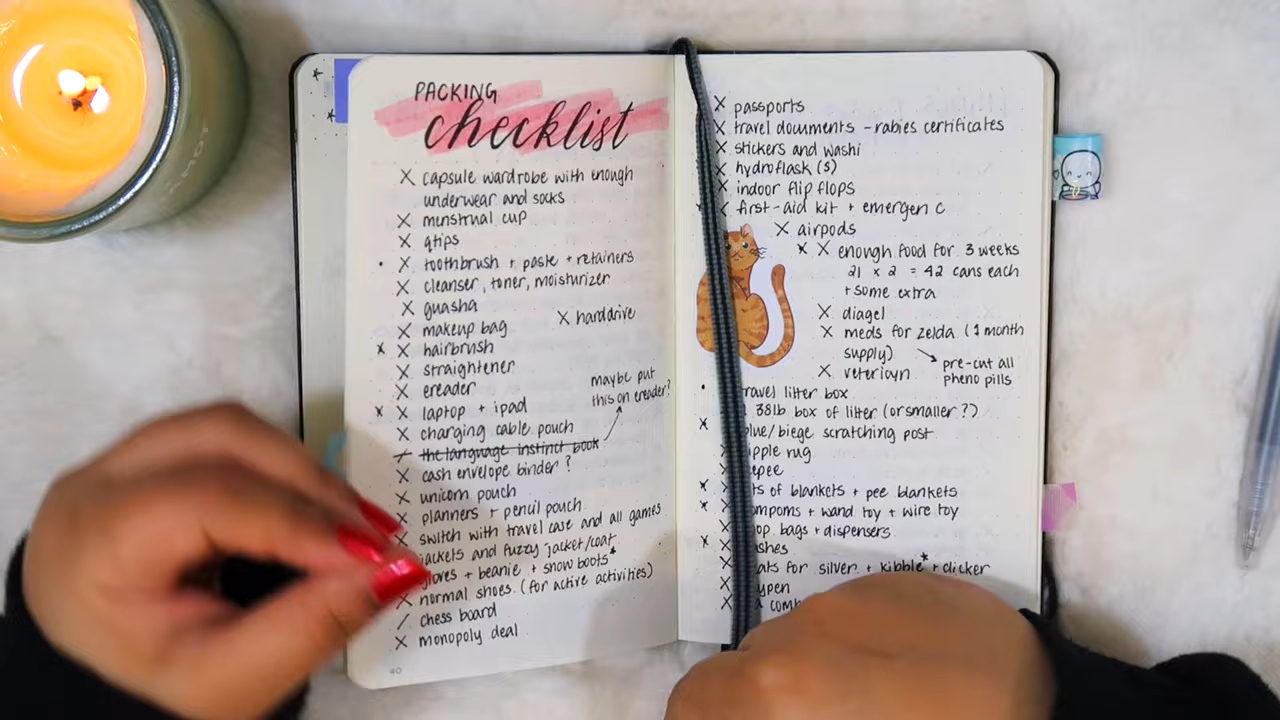 PACKING
checklist
X capsule wardrobe with enough
underwear and socks
X menstrual cup
X qtips
• X toothbrush + paste + retainers
X cleanser, toner, moisturizer
X guasha
X makeup bag
X harddrive
x X hairbrush
X straightener
X ereader
maybe put
this on ereader?
x X laptop + ipad
X charging cable pouch
/ the language instinct book
X cash envelope binder?
X unicorn pouch
X planners + pencil pouch
X switch with travel case and all games
jackets and fuzzy jacket/coat
gloves + beanie + snow boots*
X normal shoes. (for active activities)
/ chess board
X monopoly deal
40
X passports
X travel documents - rabies certificates
X stickers and washi
X hydroflask (s)
X indoor flip flops
X first-aid kit + emergen c
X airpods
x X enough food for 3 weeks
21 x 2 = 42 cans each
+ some extra
X diagel
X meds for zelda (1 month
supply)
pre-cut all
pheno pills
X vetericyn
• travel litter box
38lb box of litter (or smaller?)
x blue/biege scratching post
X rug
X
x X of blankets + pee blankets
x X + wand toy + wire toy
X bags + dispensers
x X
X for silver + kibble* + clicker
X
X